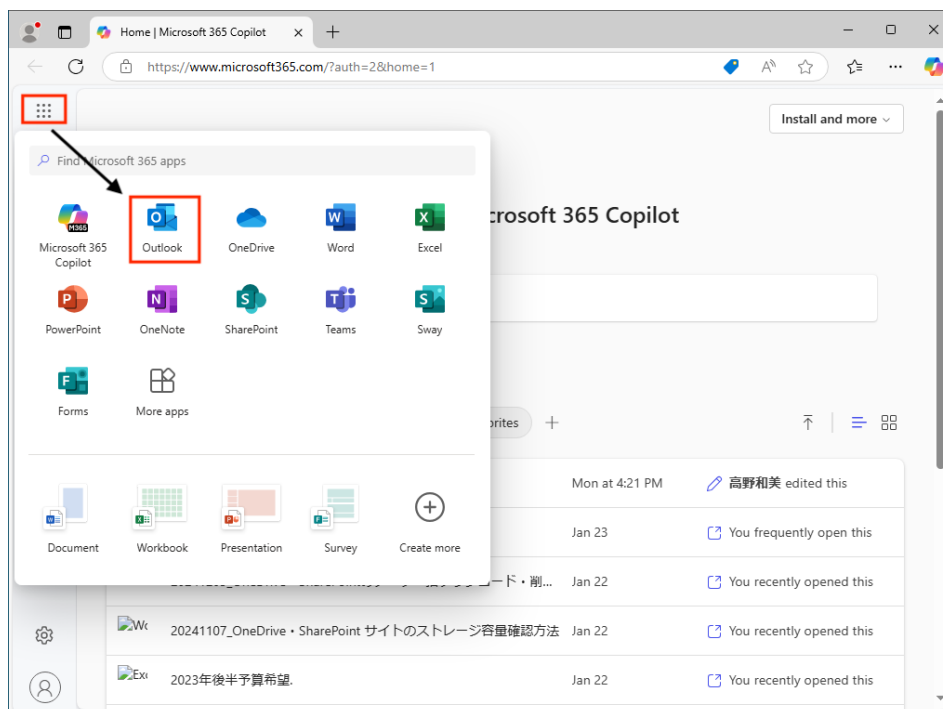 Home | Microsoft 365 Copilot
https://www.microsoft365.com/?auth=2&home=1
Install and more
Find Microsoft 365 apps
crosoft 365 Copilot
M365
Microsoft 365 Copilot
Outlook
OneDrive
Word
Excel
PowerPoint
OneNote
SharePoint
Teams
Sway
Forms
More apps
orites
Mon at 4:21 PM
高野和美 edited this
Jan 23
You frequently open this
Document
Workbook
Presentation
Survey
Create more
Jan 22
You recently opened this
20241107_OneDrive・SharePoint サイトのストレージ容量確認方法
Jan 22
You recently opened this
2023年後半予算希望.
Jan 22
You recently opened this